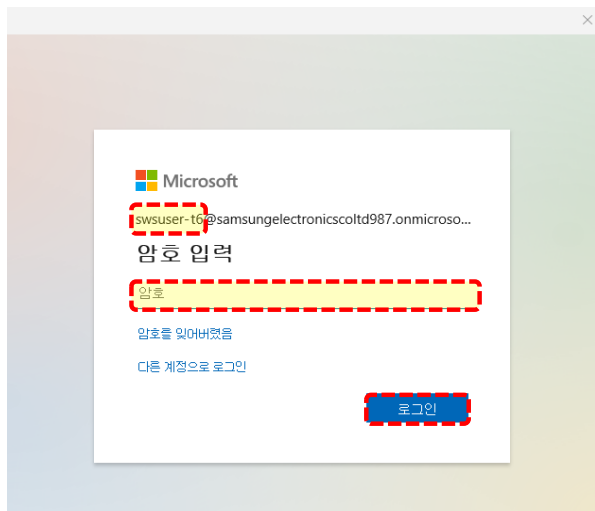 Microsoft
swsuser-t6@samsungelectronicscoltd987.onmicroso...
암호 입력
암호
암호를 잊어버렸음
다른 계정으로 로그인
로그인